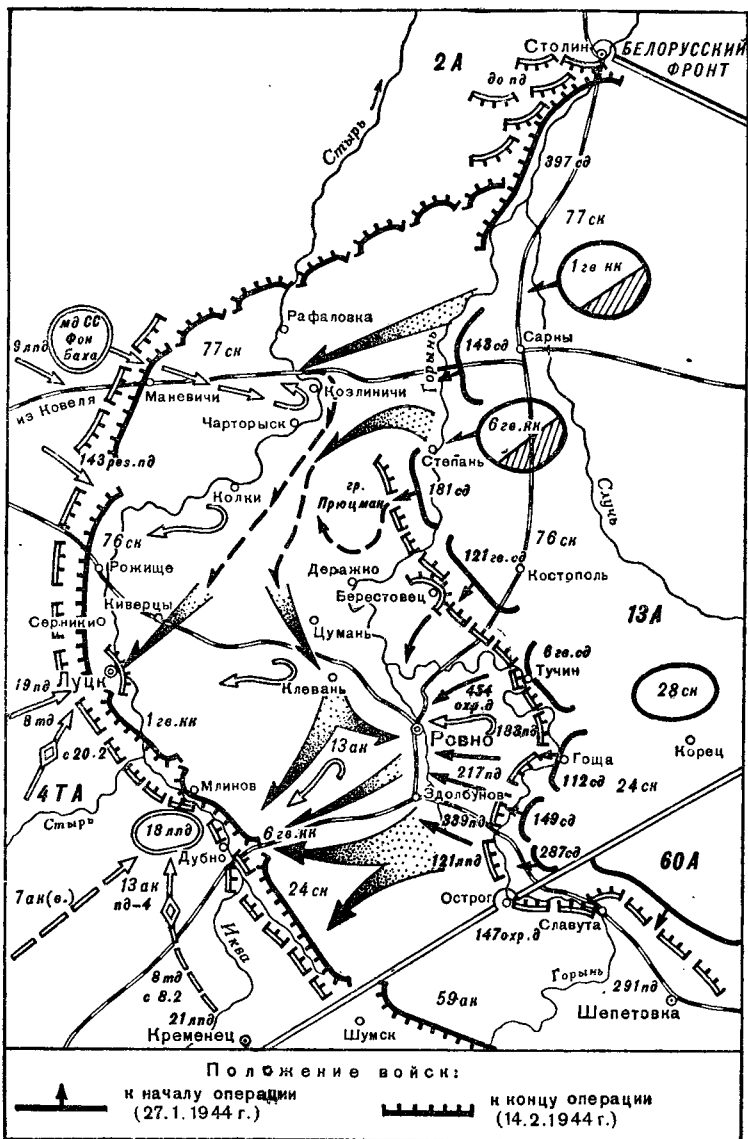 Столин
БЕЛОРУССКИЙ
ФРОНТ
2А
до пд
Стырь
397 сд
77 ск
1 гв. кк
мд СС
Фон
Баха
9 лпд
Рафаловка
77 ск
Горынь
148 сд
Сарны
из Ковеля
Маневичи
Козлиничи
Чарторыск
6 гв. кк
Степань
143 рез. пд
Колки
гр.
Прюцман
181 сд
Случь
76 ск
Рожище
Деражно
121 гв. сд
76 ск
Костополь
Берестовец
Серники
Киверцы
Цумань
13А
6 гв. сд
Тучин
Луцк
19 пд
8 тд
Клевань
454
охр. д
28 ск
Ровно
183 пд
Корец
с 20.2
1 гв. кк
13 ак
Гоща
217 пд
112 сд
24 ск
4ТА
Млинов
Здолбунов
Стырь
18 лпд
339 пд
149 сд
6 гв. кк
287 сд
Дубно
121 лпд
60А
7 ак (в.)
13 ак
пд-4
24 ск
Острог
Славута
147 охр. д
Иква
8 тд
с 8.2
Горынь
21 лпд
59 ак
291 пд
Шепетовка
Кременец
Шумск
Положение войск:
к началу операции
(27.1.1944 г.)
к концу операции
(14.2.1944 г.)